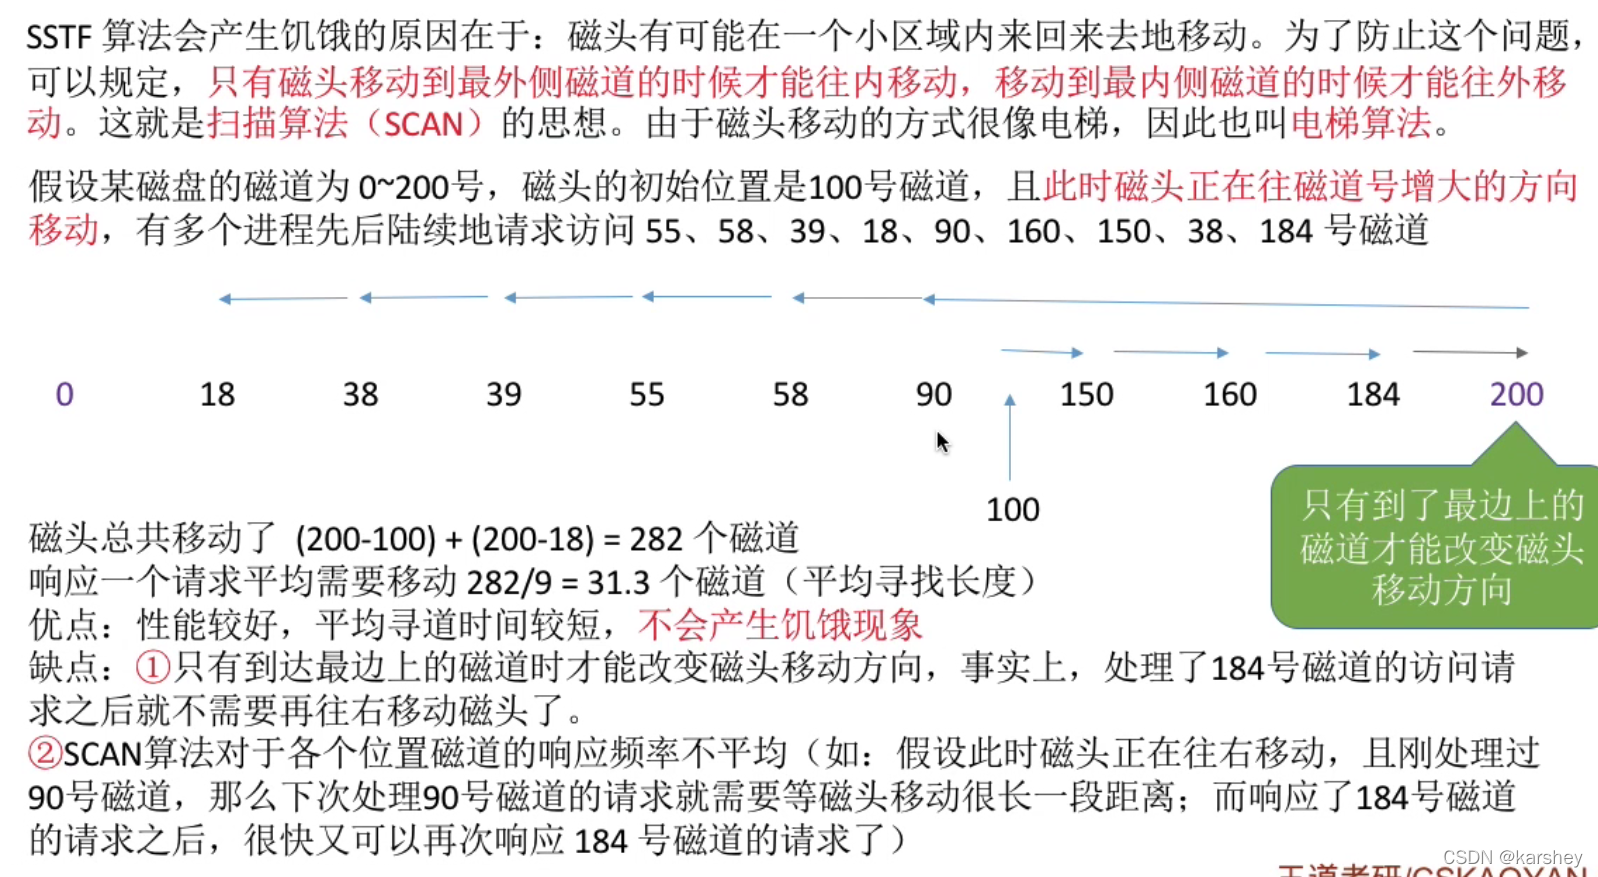 SSTF 算法会产生饥饿的原因在于：磁头有可能在一个小区域内来回来去地移动。为了防止这个问题，
可以规定，只有磁头移动到最外侧磁道的时候才能往内移动，移动到最内侧磁道的时候才能往外移
动。这就是扫描算法（SCAN）的思想。由于磁头移动的方式很像电梯，因此也叫电梯算法。
假设某磁盘的磁道为 0~200号，磁头的初始位置是100号磁道，且此时磁头正在往磁道号增大的方向
移动，有多个进程先后陆续地请求访问 55、58、39、18、90、160、150、38、184 号磁道
0 18 38 39 55 58 90 150 160 184 200
100
只有到了最边上的
磁道才能改变磁头
移动方向
磁头总共移动了 (200-100) + (200-18) = 282 个磁道
响应一个请求平均需要移动 282/9 = 31.3 个磁道（平均寻找长度）
优点：性能较好，平均寻道时间较短，不会产生饥饿现象
缺点：①只有到达最边上的磁道时才能改变磁头移动方向，事实上，处理了184号磁道的访问请
求之后就不需要再往右移动磁头了。
②SCAN算法对于各个位置磁道的响应频率不平均（如：假设此时磁头正在往右移动，且刚处理过
90号磁道，那么下次处理90号磁道的请求就需要等磁头移动很长一段距离；而响应了184号磁道
的请求之后，很快又可以再次响应 184 号磁道的请求了）
CSDN @karshey
王道考研/CSKAOYAN